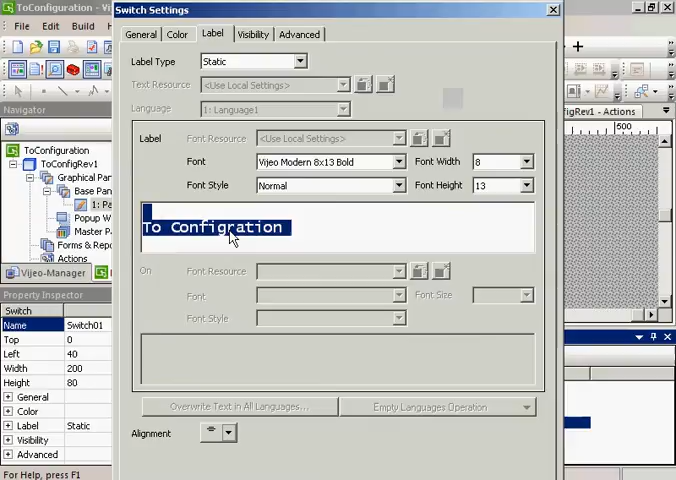 ToConfiguration - Vij
Switch Settings
File Edit Build
General Color Label Visibility Advanced
Label Type Static
Text Resource <Use Local Settings>
Language 1: Language1
Navigator
figRev1 - Actions
500
Label Font Resource <Use Local Settings>
ToConfiguration
Font Vijeo Modern 8x13 Bold Font Width 8
ToConfigRev1
Font Style Normal Font Height 13
Graphical Pan
Base Pan
1: Pa
Popup W
To Configration
Master P
Forms & Repo
Actions
Vijeo-Manager
On Font Resource
Font Font Size
Font Style
Property Inspector
Switch
Name Switch01
Top 0
Left 40
Width 200
Height 80
General
Color
Overwrite Text in All Languages... Empty Languages Operation
Label Static
Alignment
Visibility
Advanced
For Help, press F1